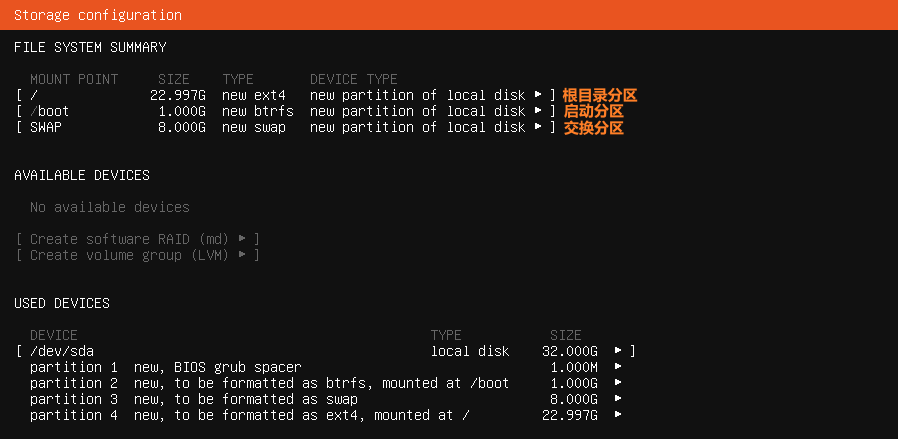 Storage configuration
FILE SYSTEM SUMMARY
MOUNT POINT SIZE TYPE DEVICE TYPE
[ / 22.997G new ext4 new partition of local disk ▸ ] 根目录分区
[ /boot 1.000G new btrfs new partition of local disk ▸ ] 启动分区
[ SWAP 8.000G new swap new partition of local disk ▸ ] 交换分区
AVAILABLE DEVICES
No available devices
[ Create software RAID (md) ▸ ]
[ Create volume group (LVM) ▸ ]
USED DEVICES
DEVICE TYPE SIZE
[ /dev/sda local disk 32.000G ▸ ]
partition 1 new, BIOS grub spacer 1.000M ▸
partition 2 new, to be formatted as btrfs, mounted at /boot 1.000G ▸
partition 3 new, to be formatted as swap 8.000G ▸
partition 4 new, to be formatted as ext4, mounted at / 22.997G ▸